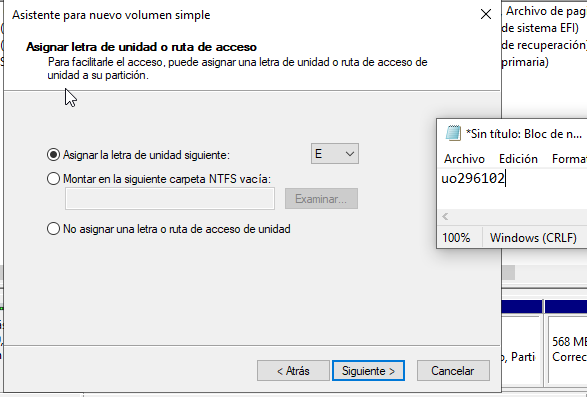 Asistente para nuevo volumen simple
Asignar letra de unidad o ruta de acceso
Para facilitarle el acceso, puede asignar una letra de unidad o ruta de acceso de
unidad a su partición.
Asignar la letra de unidad siguiente:
E
Montar en la siguiente carpeta NTFS vacía:
Examinar...
No asignar una letra o ruta de acceso de unidad
< Atrás
Siguiente >
Cancelar
, Archivo de pag
de sistema EFI)
de recuperación)
primaria)
*Sin título: Bloc de n...
Archivo Edición Forma
uo296102
100% Windows (CRLF)
o, Parti
568 ME
Correc